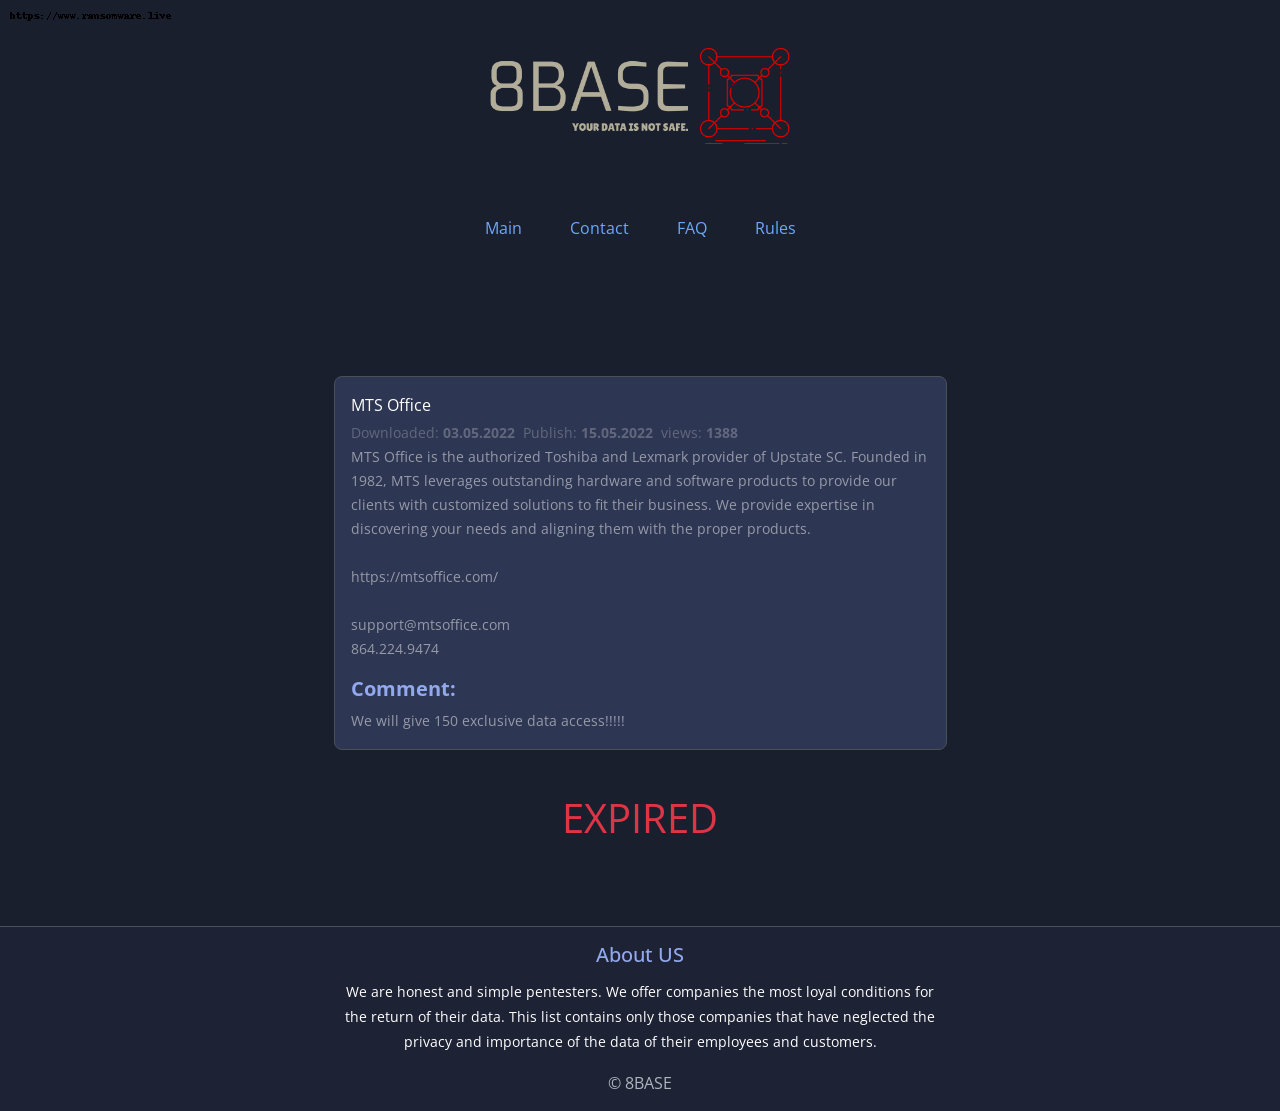 https://www.ransomware.live
8BASE
YOUR DATA IS NOT SAFE.
Main Contact FAQ Rules
MTS Office
Downloaded: 03.05.2022 Publish: 15.05.2022 views: 1388
MTS Office is the authorized Toshiba and Lexmark provider of Upstate SC. Founded in
1982, MTS leverages outstanding hardware and software products to provide our
clients with customized solutions to fit their business. We provide expertise in
discovering your needs and aligning them with the proper products.
https://mtsoffice.com/
support@mtsoffice.com
864.224.9474
Comment:
We will give 150 exclusive data access!!!!!
EXPIRED
About US
We are honest and simple pentesters. We offer companies the most loyal conditions for
the return of their data. This list contains only those companies that have neglected the
privacy and importance of the data of their employees and customers.
© 8BASE